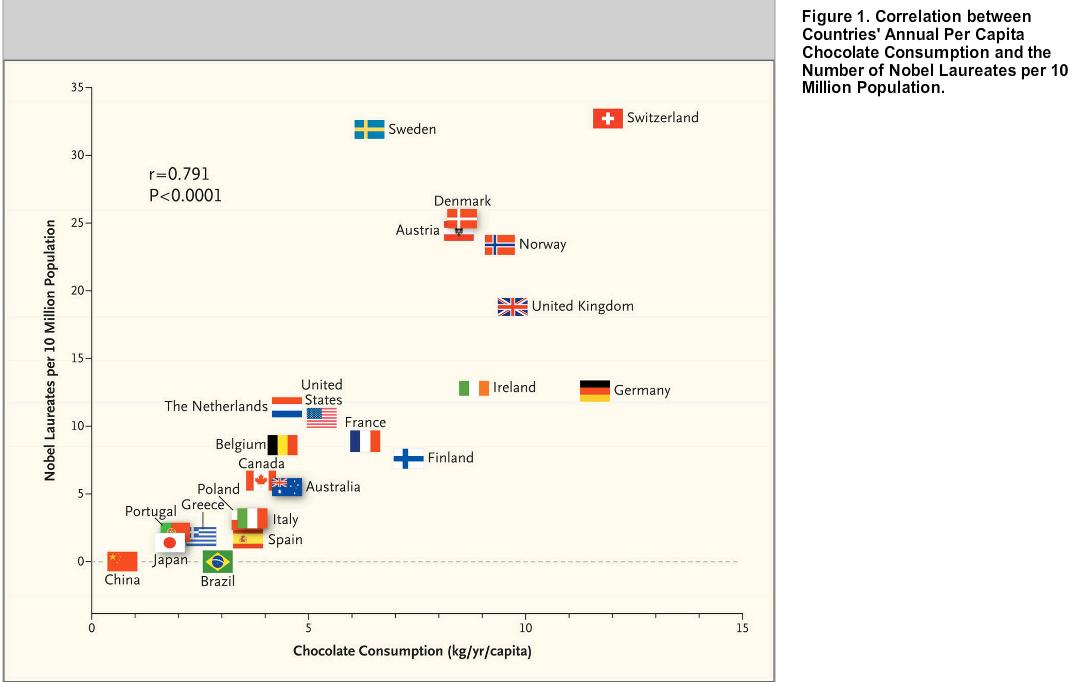 Figure 1. Correlation between
Countries' Annual Per Capita
Chocolate Consumption and the
Number of Nobel Laureates per 10
Million Population.
35
30
25
20
15
10
5
0
Nobel Laureates per 10 Million Population
r=0.791
P<0.0001
Sweden
Switzerland
Denmark
Austria
Norway
United Kingdom
Ireland
Germany
United
States
The Netherlands
France
Belgium
Finland
Canada
Australia
Poland
Greece
Portugal
Italy
Spain
Japan
China
Brazil
0
5
10
15
Chocolate Consumption (kg/yr/capita)